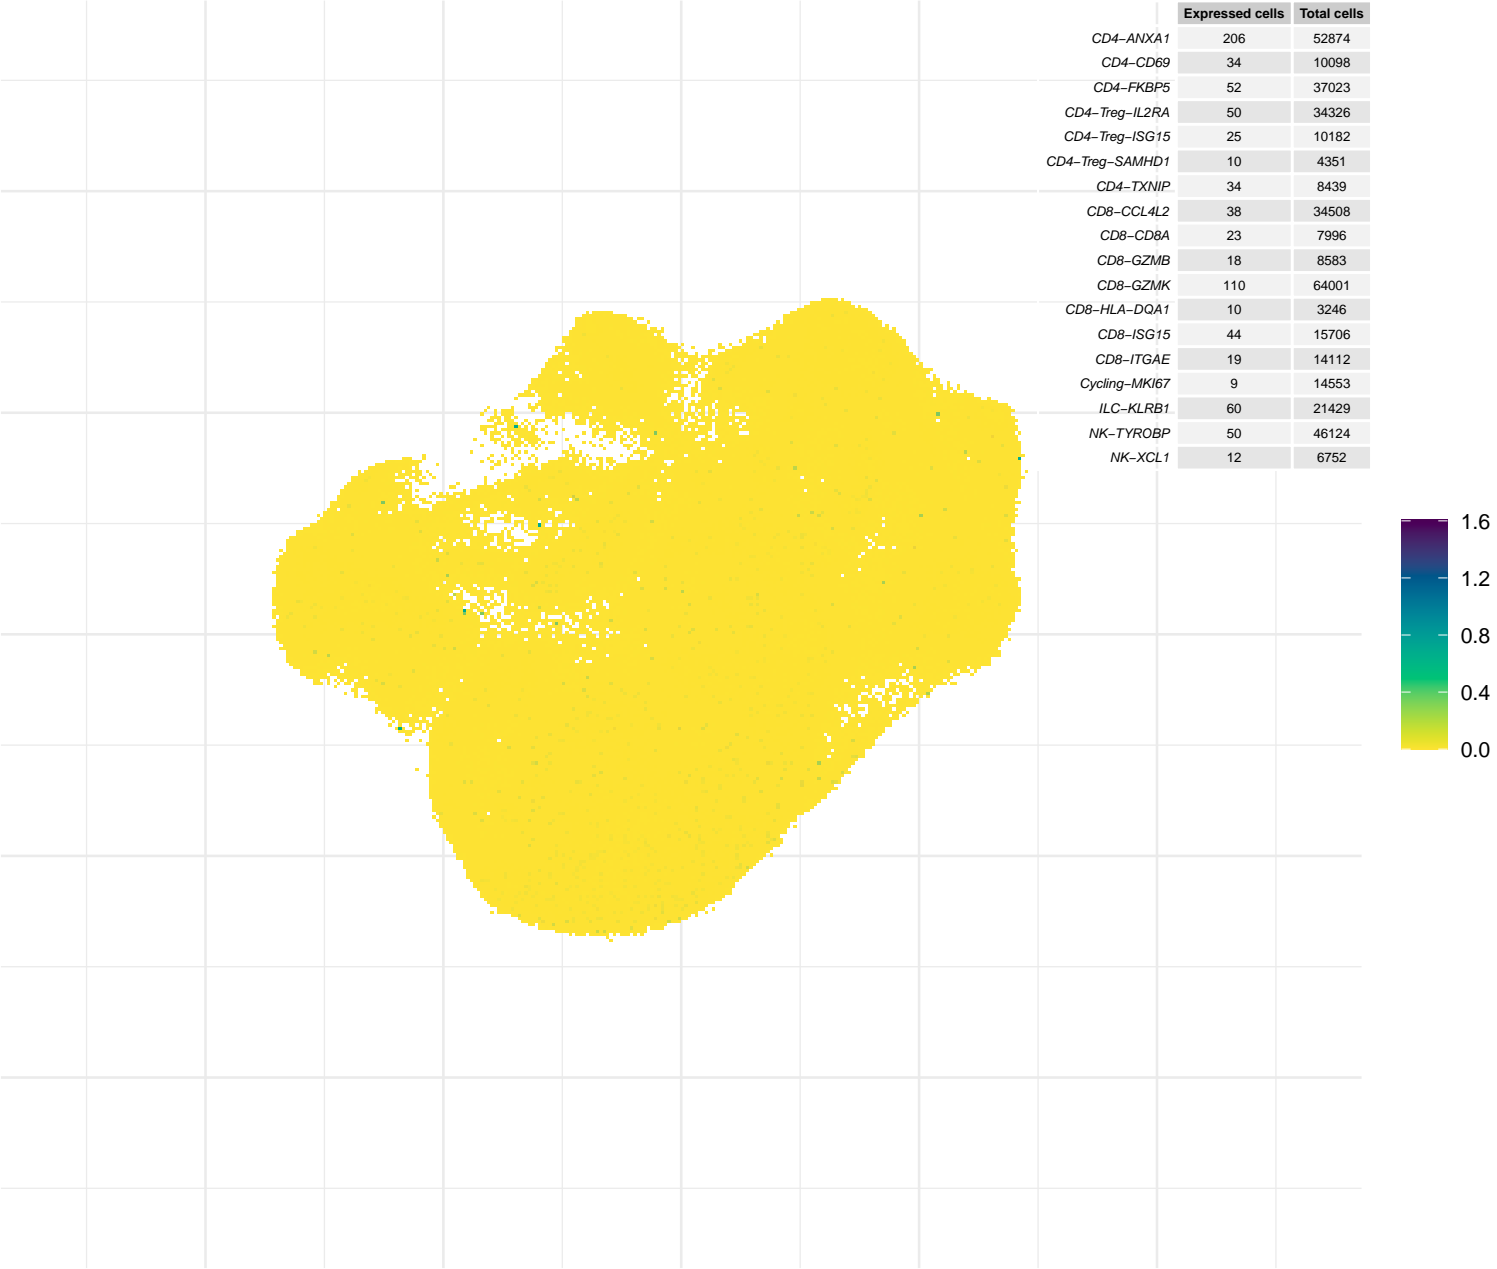 Expressed cells Total cells
CD4−ANXA1 206 52874
CD4−CD69 34 10098
CD4−FKBP5 52 37023
CD4−Treg−IL2RA 50 34326
CD4−Treg−ISG15 25 10182
CD4−Treg−SAMHD1 10 4351
CD4−TXNIP 34 8439
CD8−CCL4L2 38 34508
CD8−CD8A 23 7996
CD8−GZMB 18 8583
CD8−GZMK 110 64001
CD8−HLA−DQA1 10 3246
CD8−ISG15 44 15706
CD8−ITGAE 19 14112
Cycling−MKI67 9 14553
ILC−KLRB1 60 21429
NK−TYROBP 50 46124
NK−XCL1 12 6752
1.6
1.2
0.8
0.4
0.0